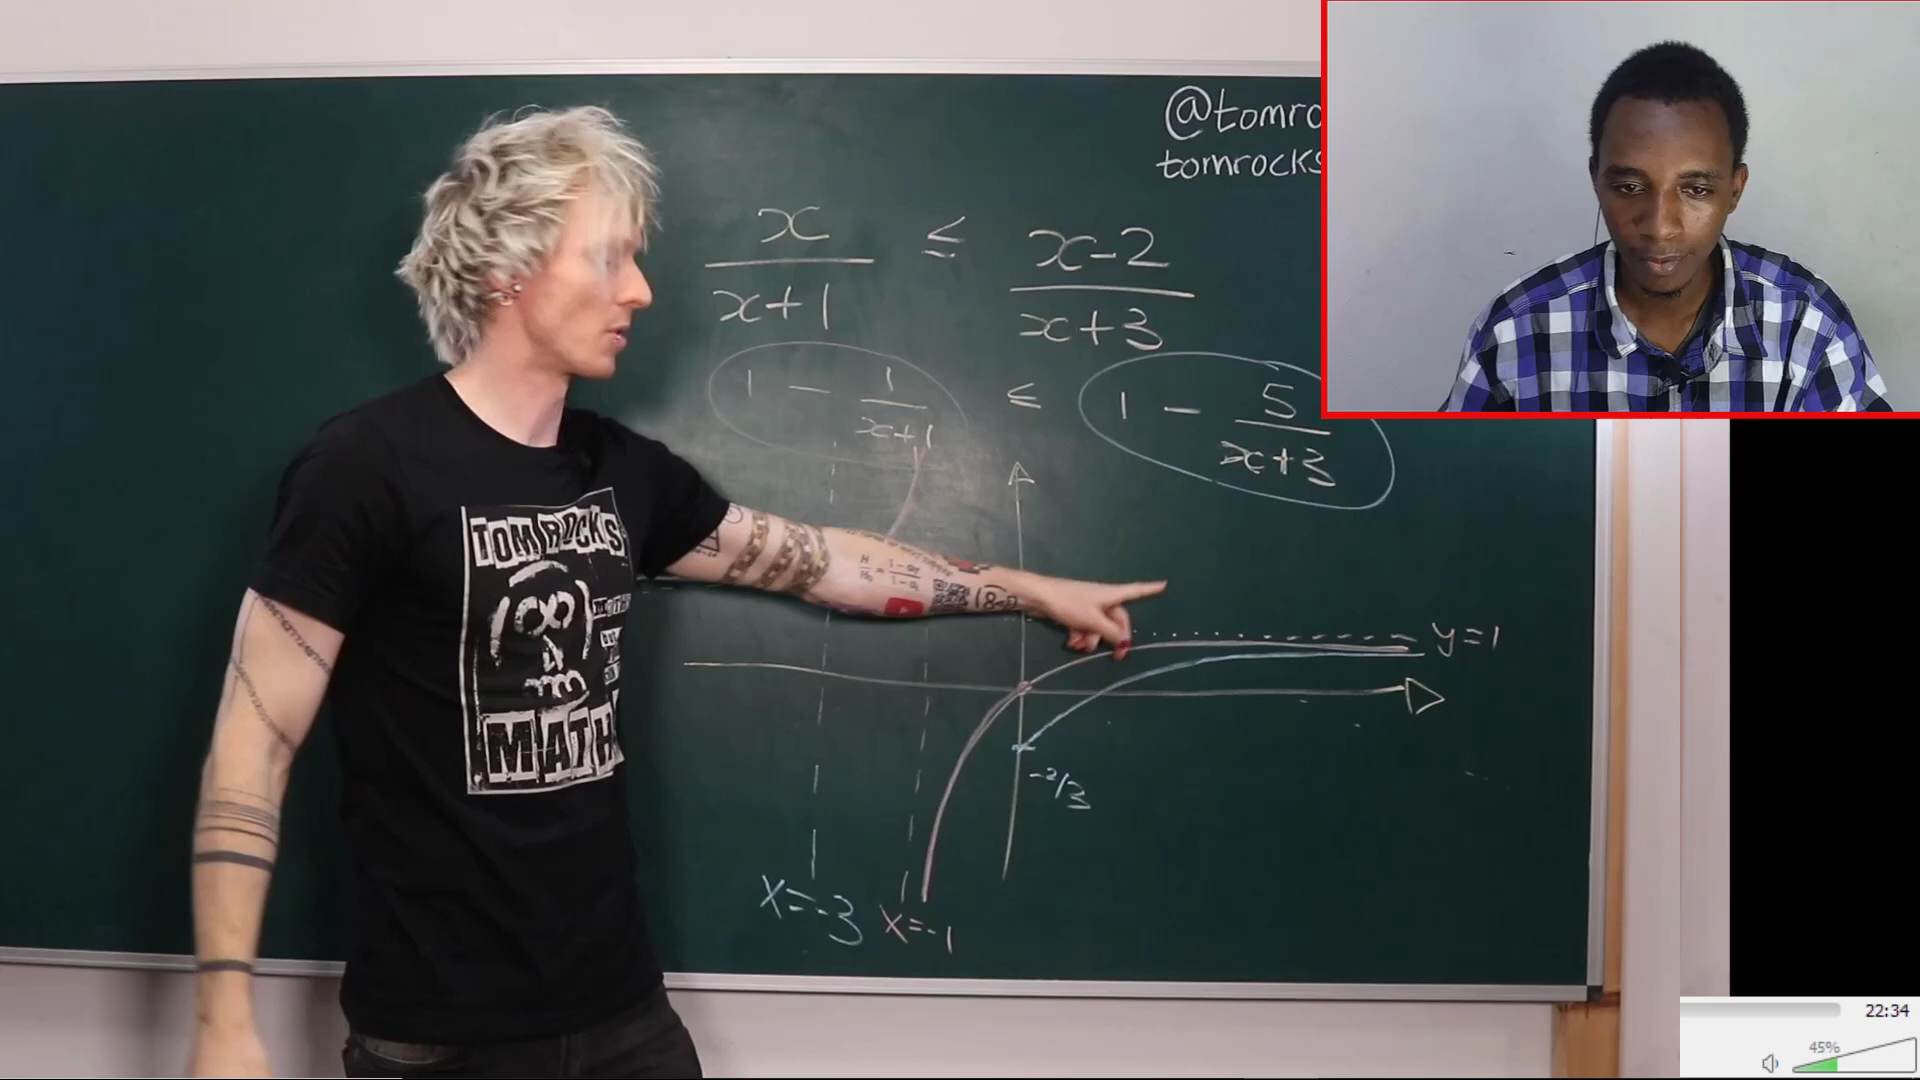 @tomro
tomrocks
x/x+1 ≤ x-2/x+3
1 - 1/x+1 ≤ 1 - 5/x+3
TOM ROCKS
MATH
y=1
-2/3
x=-3
x=-1
22:34
45%